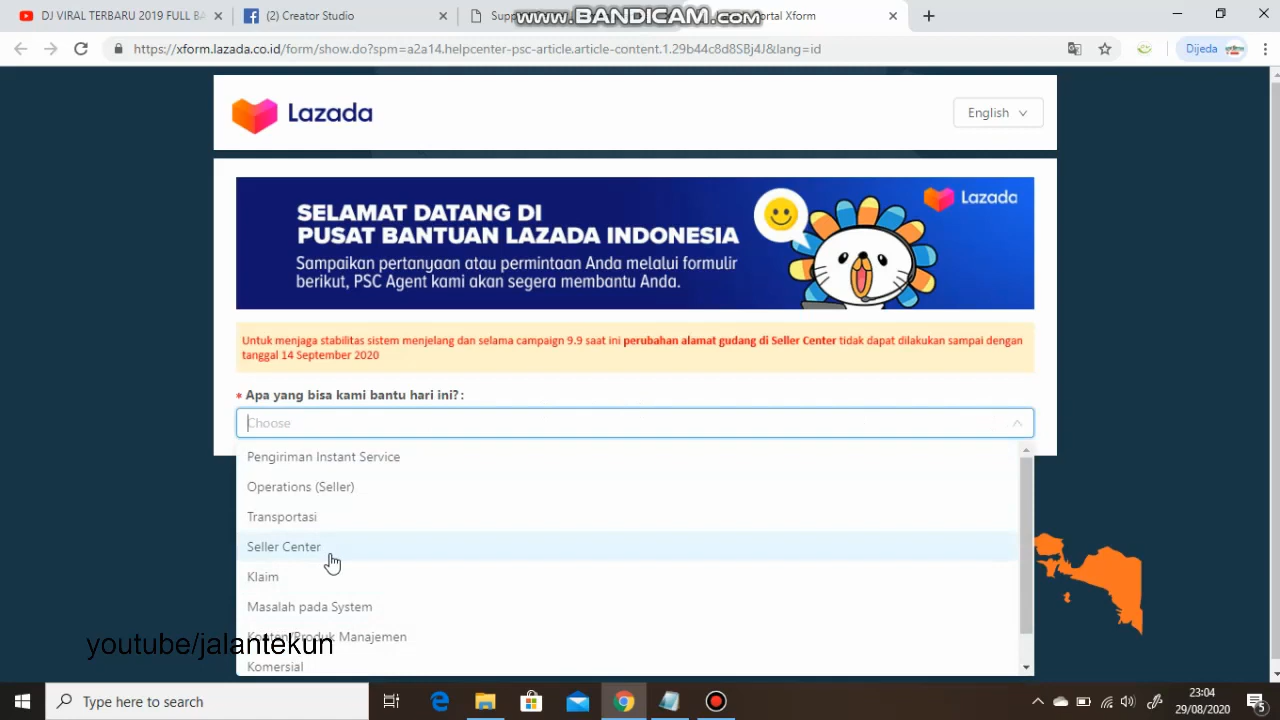 DJ VIRAL TERBARU 2019 FULL BA
(2) Creator Studio
Supp
www.BANDICAM.com
ortal Xform
https://xform.lazada.co.id/form/show.do?spm=a2a14.helpcenter-psc-article.article-content.1.29b44c8d8SBj4J&lang=id
Dijeda
Lazada
English
SELAMAT DATANG DI
PUSAT BANTUAN LAZADA INDONESIA
Sampaikan pertanyaan atau permintaan Anda melalui formulir
berikut, PSC Agent kami akan segera membantu Anda.
Lazada
Untuk menjaga stabilitas sistem menjelang dan selama campaign 9.9 saat ini perubahan alamat gudang di Seller Center tidak dapat dilakukan sampai dengan
tanggal 14 September 2020
* Apa yang bisa kami bantu hari ini? :
Choose
Pengiriman Instant Service
Operations (Seller)
Transportasi
Seller Center
Klaim
Masalah pada System
Konten/Produk Manajemen
youtube/jalantekun
Komersial
Type here to search
23:04
29/08/2020
5